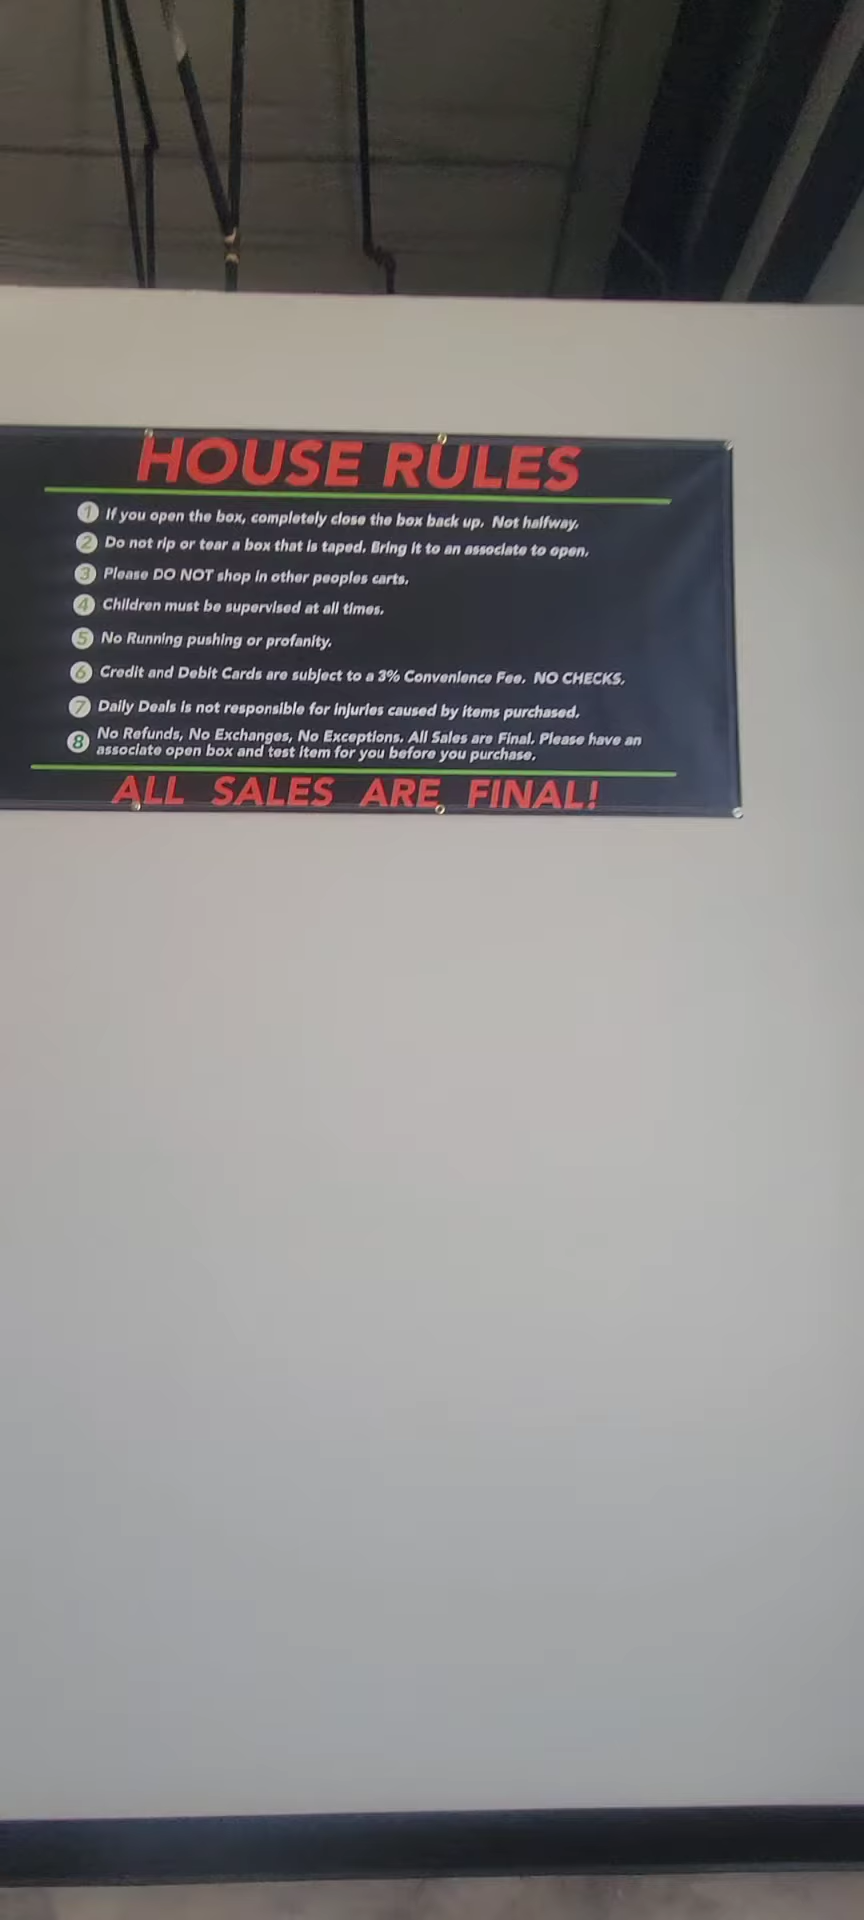 HOUSE RULES
1 If you open the box, completely close the box back up. Not halfway.
2 Do not rip or tear a box that is taped. Bring it to an associate to open.
3 Please DO NOT shop in other peoples carts.
4 Children must be supervised at all times.
5 No Running pushing or profanity.
6 Credit and Debit Cards are subject to a 3% Convenience Fee. NO CHECKS.
7 Daily Deals is not responsible for injuries caused by items purchased.
8 No Refunds, No Exchanges, No Exceptions. All Sales are Final. Please have an
associate open box and test item for you before you purchase.
ALL SALES ARE FINAL!